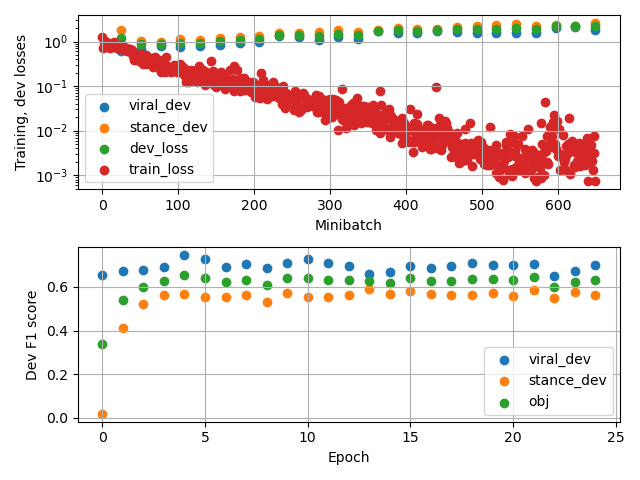 Training, dev losses
10⁰
10⁻¹
10⁻²
10⁻³
viral_dev
stance_dev
dev_loss
train_loss
0 100 200 300 400 500 600
Minibatch
Dev F1 score
0.6
0.4
0.2
0.0
viral_dev
stance_dev
obj
0 5 10 15 20 25
Epoch